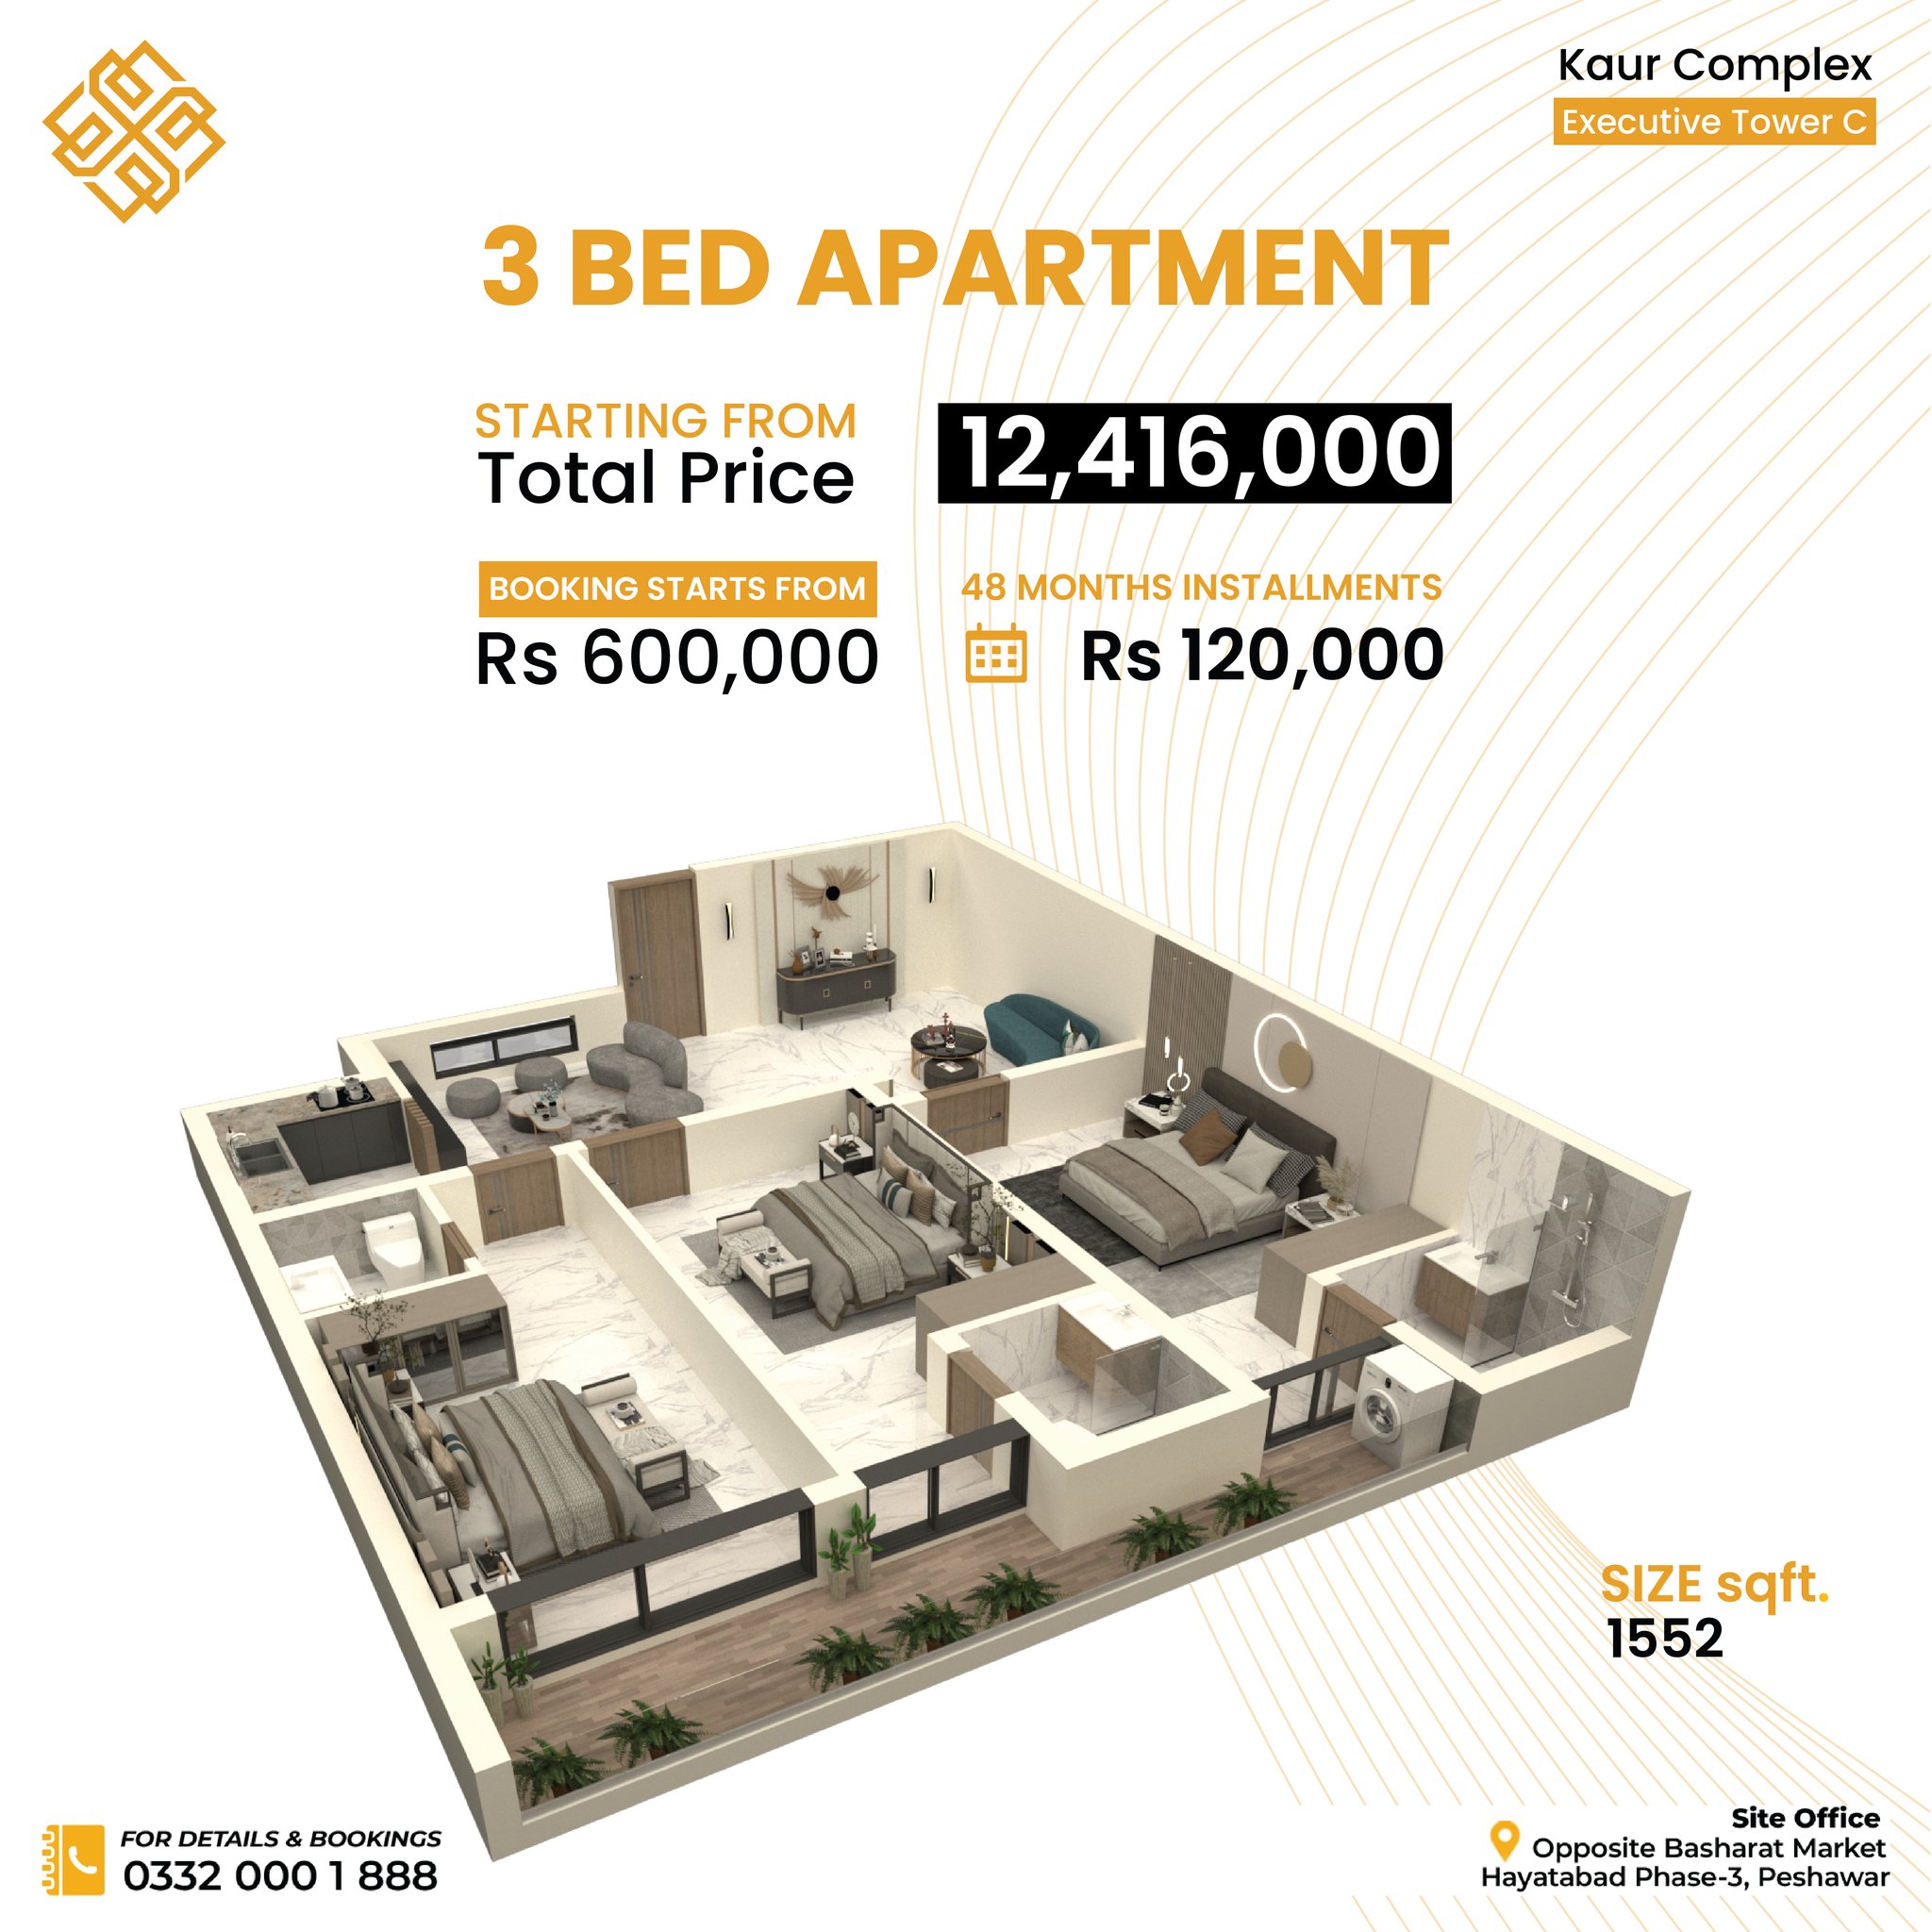 Kaur Complex
Executive Tower C
3 BED APARTMENT
STARTING FROM
Total Price
12,416,000
BOOKING STARTS FROM
Rs 600,000
48 MONTHS INSTALLMENTS
Rs 120,000
SIZE sqft.
1552
FOR DETAILS & BOOKINGS
0332 000 1 888
Site Office
Opposite Basharat Market
Hayatabad Phase-3, Peshawar